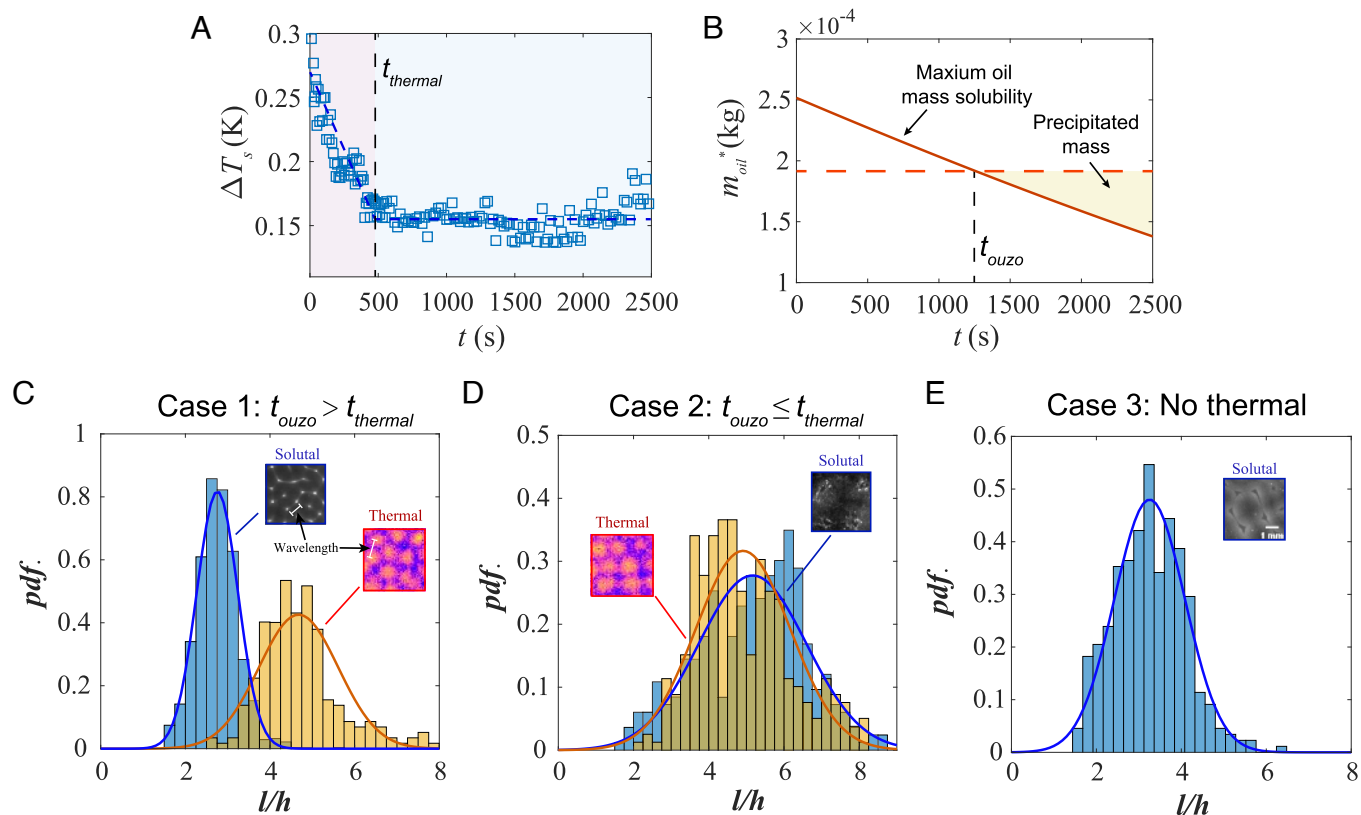 A
0.3
0.25
0.2
0.15
ΔT_s (K)
t_thermal
0 500 1000 1500 2000 2500
t (s)
B
×10⁻⁴
3
2.5
2
1.5
1
m_oil* (kg)
Maxium oil
mass solubility
Precipitated
mass
t_ouzo
0 500 1000 1500 2000 2500
t (s)
C
Case 1: t_ouzo > t_thermal
1
0.8
0.6
0.4
0.2
0
pdf.
Solutal
Thermal
Wavelength
0 2 4 6 8
l/h
D
Case 2: t_ouzo ≤ t_thermal
0.5
0.4
0.3
0.2
0.1
0
pdf.
Solutal
Thermal
0 2 4 6 8
l/h
E
Case 3: No thermal
0.6
0.5
0.4
0.3
0.2
0.1
0
pdf.
Solutal
1 mm
0 2 4 6 8
l/h